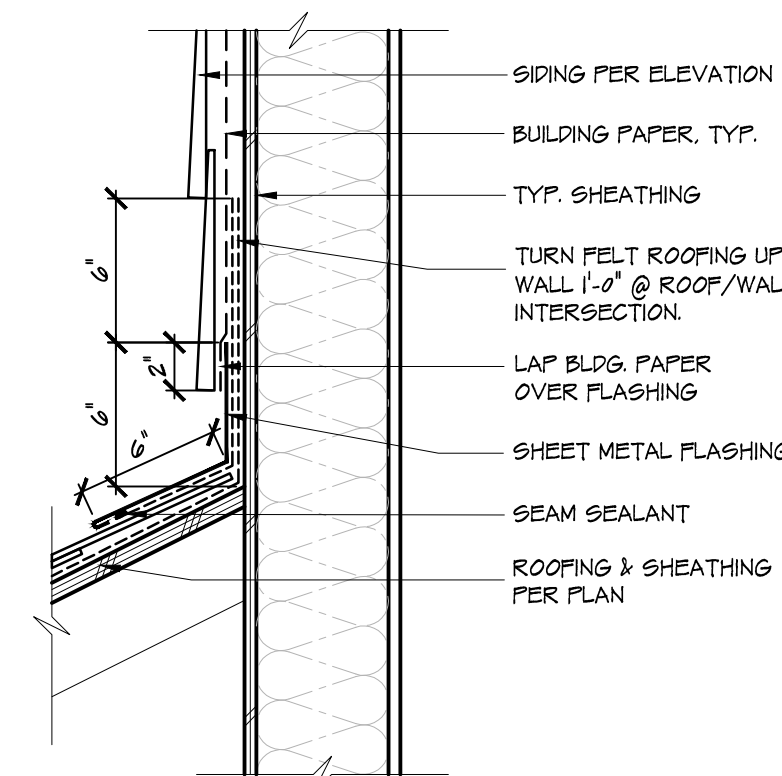 SIDING PER ELEVATION
BUILDING PAPER, TYP.
TYP. SHEATHING
TURN FELT ROOFING UP
WALL 1'-0" @ ROOF/WAL
INTERSECTION.
LAP BLDG. PAPER
OVER FLASHING
SHEET METAL FLASHING
SEAM SEALANT
ROOFING & SHEATHING
PER PLAN
6"
2"
6"
6"